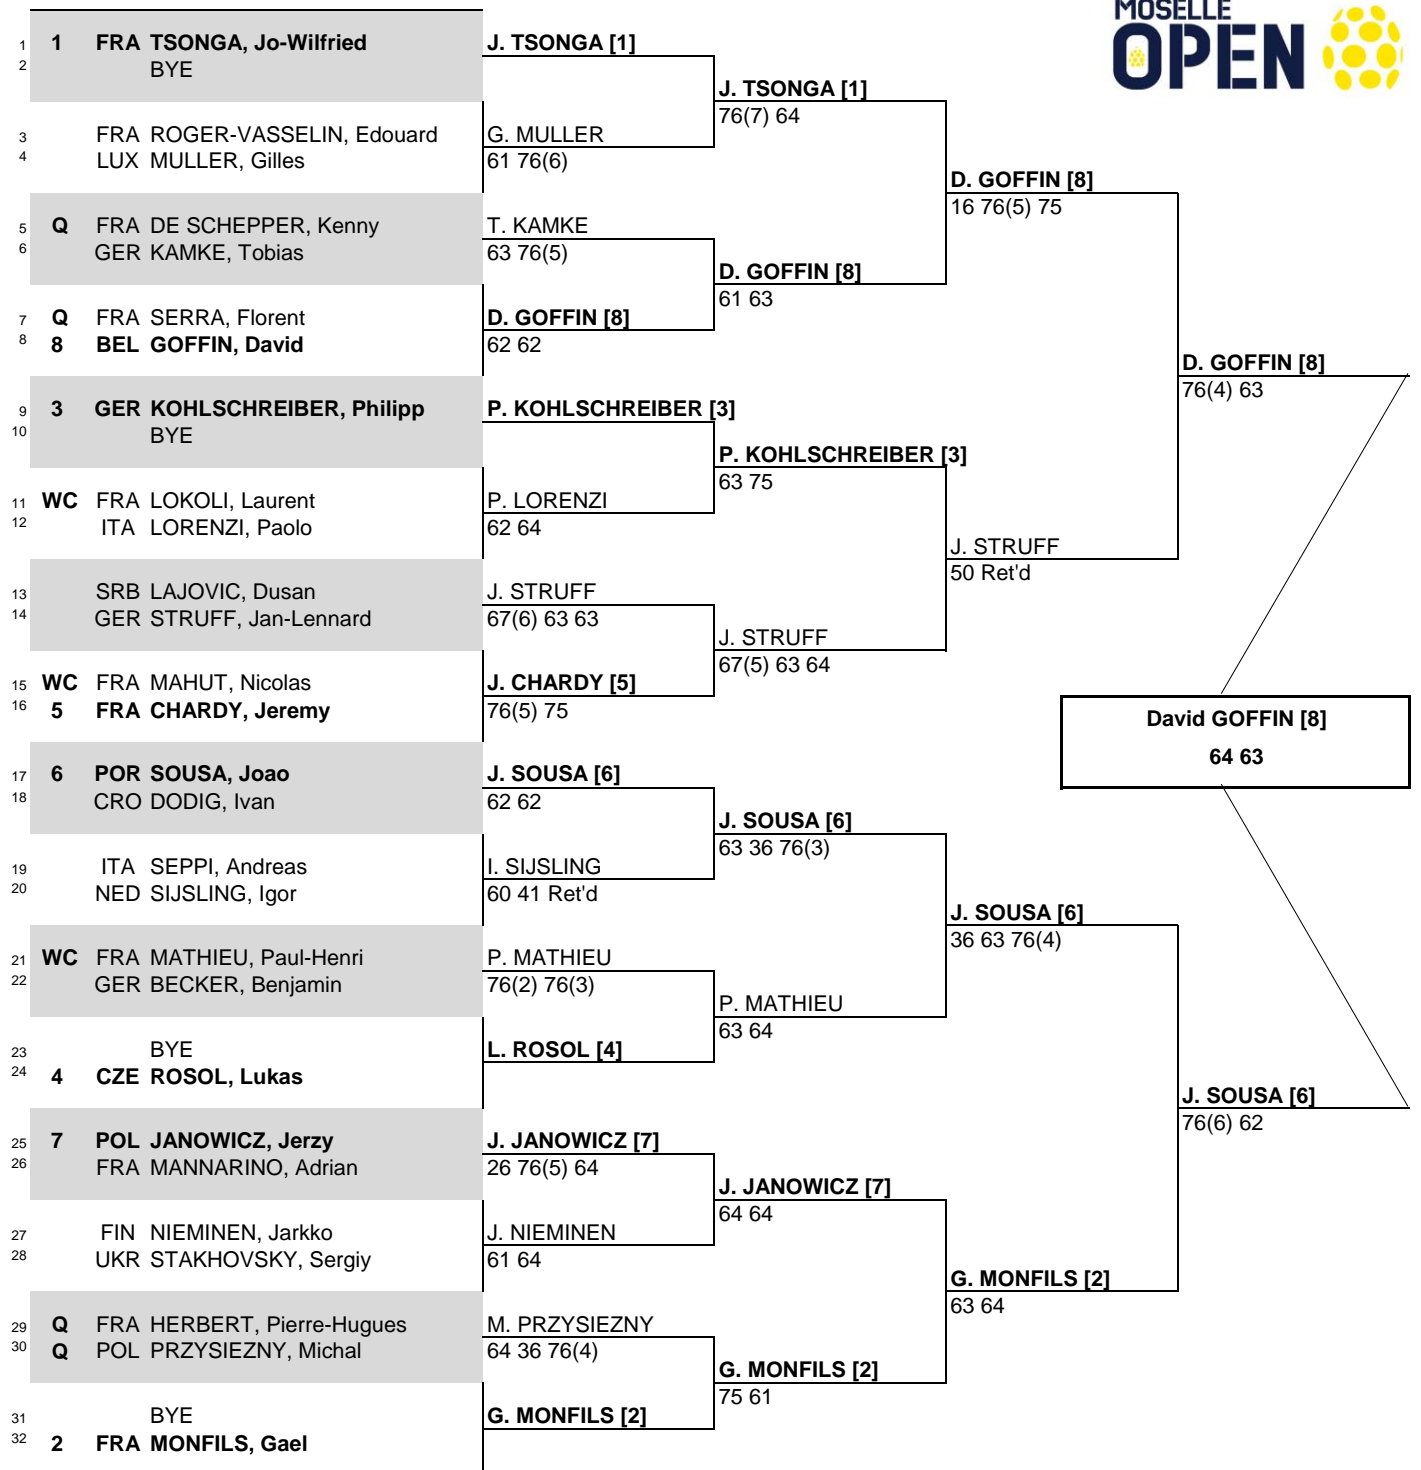 MOSELLE
OPEN
1 1 FRA TSONGA, Jo-Wilfried
2 BYE
3 FRA ROGER-VASSELIN, Edouard
4 LUX MULLER, Gilles
5 Q FRA DE SCHEPPER, Kenny
6 GER KAMKE, Tobias
7 Q FRA SERRA, Florent
8 8 BEL GOFFIN, David
9 3 GER KOHLSCHREIBER, Philipp
10 BYE
11 WC FRA LOKOLI, Laurent
12 ITA LORENZI, Paolo
13 SRB LAJOVIC, Dusan
14 GER STRUFF, Jan-Lennard
15 WC FRA MAHUT, Nicolas
16 5 FRA CHARDY, Jeremy
17 6 POR SOUSA, Joao
18 CRO DODIG, Ivan
19 ITA SEPPI, Andreas
20 NED SIJSLING, Igor
21 WC FRA MATHIEU, Paul-Henri
22 GER BECKER, Benjamin
23 BYE
24 4 CZE ROSOL, Lukas
25 7 POL JANOWICZ, Jerzy
26 FRA MANNARINO, Adrian
27 FIN NIEMINEN, Jarkko
28 UKR STAKHOVSKY, Sergiy
29 Q FRA HERBERT, Pierre-Hugues
30 Q POL PRZYSIEZNY, Michal
31 BYE
32 2 FRA MONFILS, Gael
J. TSONGA [1]
G. MULLER
61 76(6)
T. KAMKE
63 76(5)
D. GOFFIN [8]
62 62
P. KOHLSCHREIBER [3]
P. LORENZI
62 64
J. STRUFF
67(6) 63 63
J. CHARDY [5]
76(5) 75
J. SOUSA [6]
62 62
I. SIJSLING
60 41 Ret'd
P. MATHIEU
76(2) 76(3)
L. ROSOL [4]
J. JANOWICZ [7]
26 76(5) 64
J. NIEMINEN
61 64
M. PRZYSIEZNY
64 36 76(4)
G. MONFILS [2]
J. TSONGA [1]
76(7) 64
D. GOFFIN [8]
61 63
P. KOHLSCHREIBER [3]
63 75
J. STRUFF
67(5) 63 64
J. SOUSA [6]
63 36 76(3)
P. MATHIEU
63 64
J. JANOWICZ [7]
64 64
G. MONFILS [2]
75 61
D. GOFFIN [8]
16 76(5) 75
J. STRUFF
50 Ret'd
J. SOUSA [6]
36 63 76(4)
G. MONFILS [2]
63 64
D. GOFFIN [8]
76(4) 63
J. SOUSA [6]
76(6) 62
David GOFFIN [8]
64 63